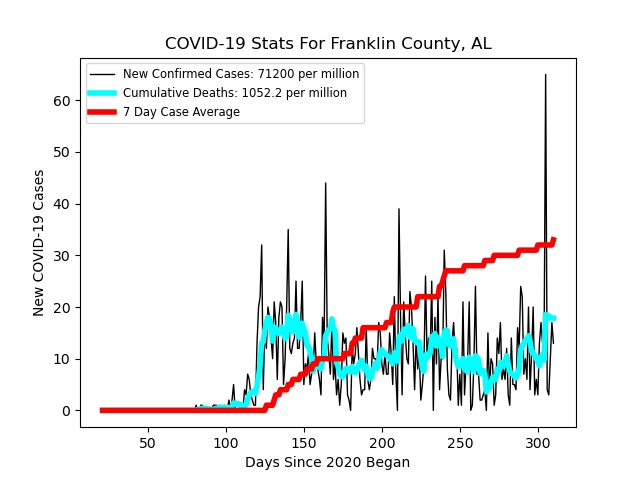 COVID-19 Stats For Franklin County, AL
New Confirmed Cases: 71200 per million
Cumulative Deaths: 1052.2 per million
7 Day Case Average
New COVID-19 Cases
60
50
40
30
20
10
0
50 100 150 200 250 300
Days Since 2020 Began